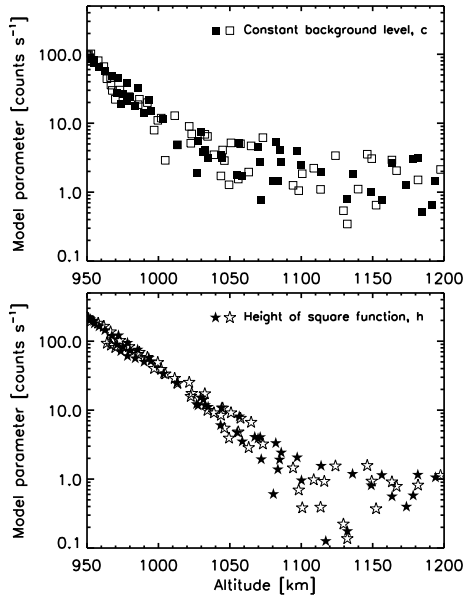 Constant background level, c
Model parameter [counts s⁻¹]
100.0
10.0
1.0
0.1
950 1000 1050 1100 1150 1200
Height of square function, h
Model parameter [counts s⁻¹]
100.0
10.0
1.0
0.1
950 1000 1050 1100 1150 1200
Altitude [km]